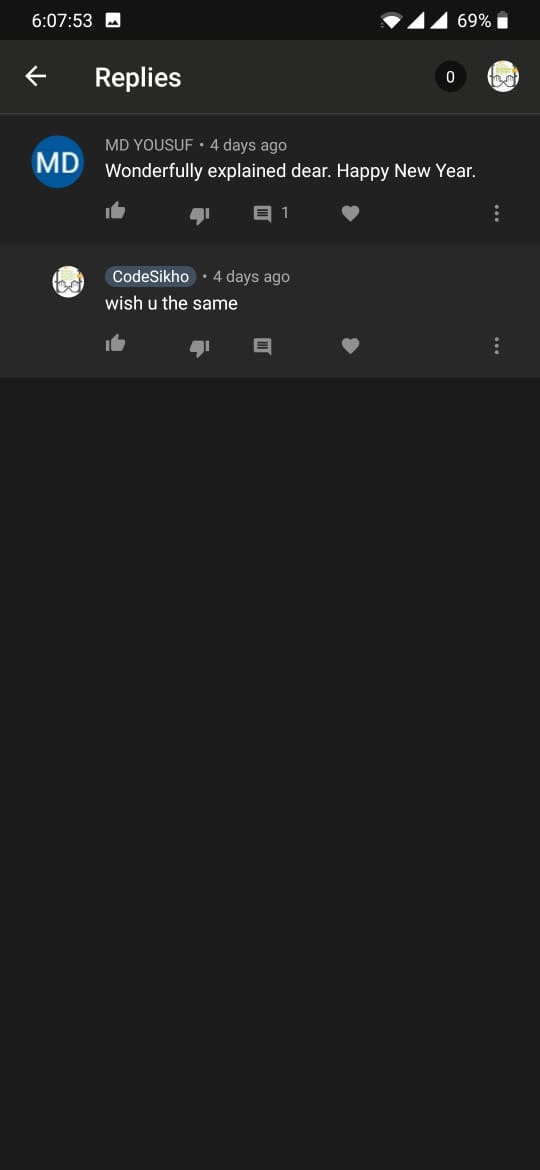 6:07:53 69%
Replies 0
MD MD YOUSUF • 4 days ago
Wonderfully explained dear. Happy New Year.
1
CodeSikho • 4 days ago
wish u the same